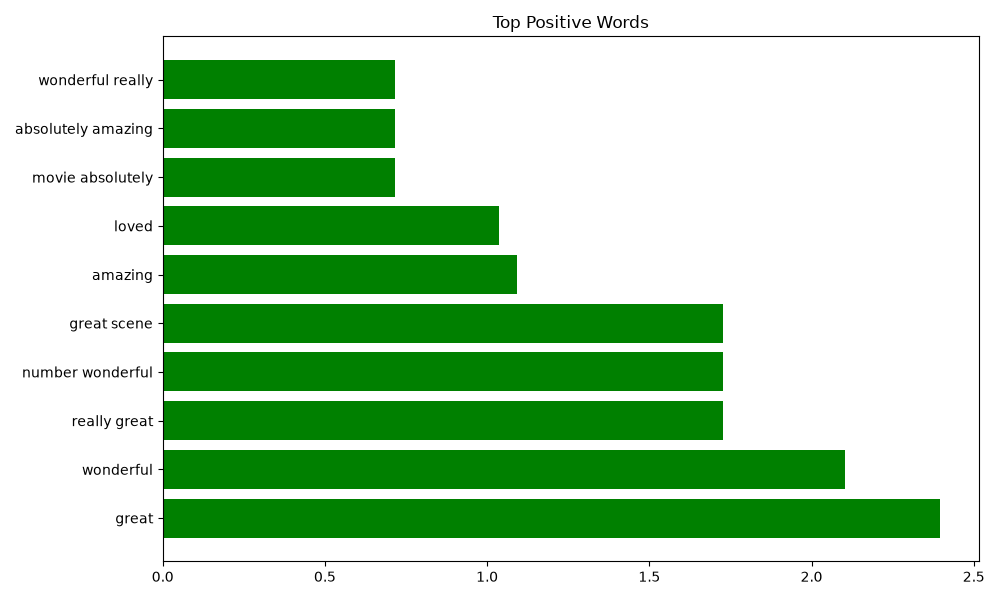 Top Positive Words
wonderful really
absolutely amazing
movie absolutely
loved
amazing
great scene
number wonderful
really great
wonderful
great
0.0 0.5 1.0 1.5 2.0 2.5